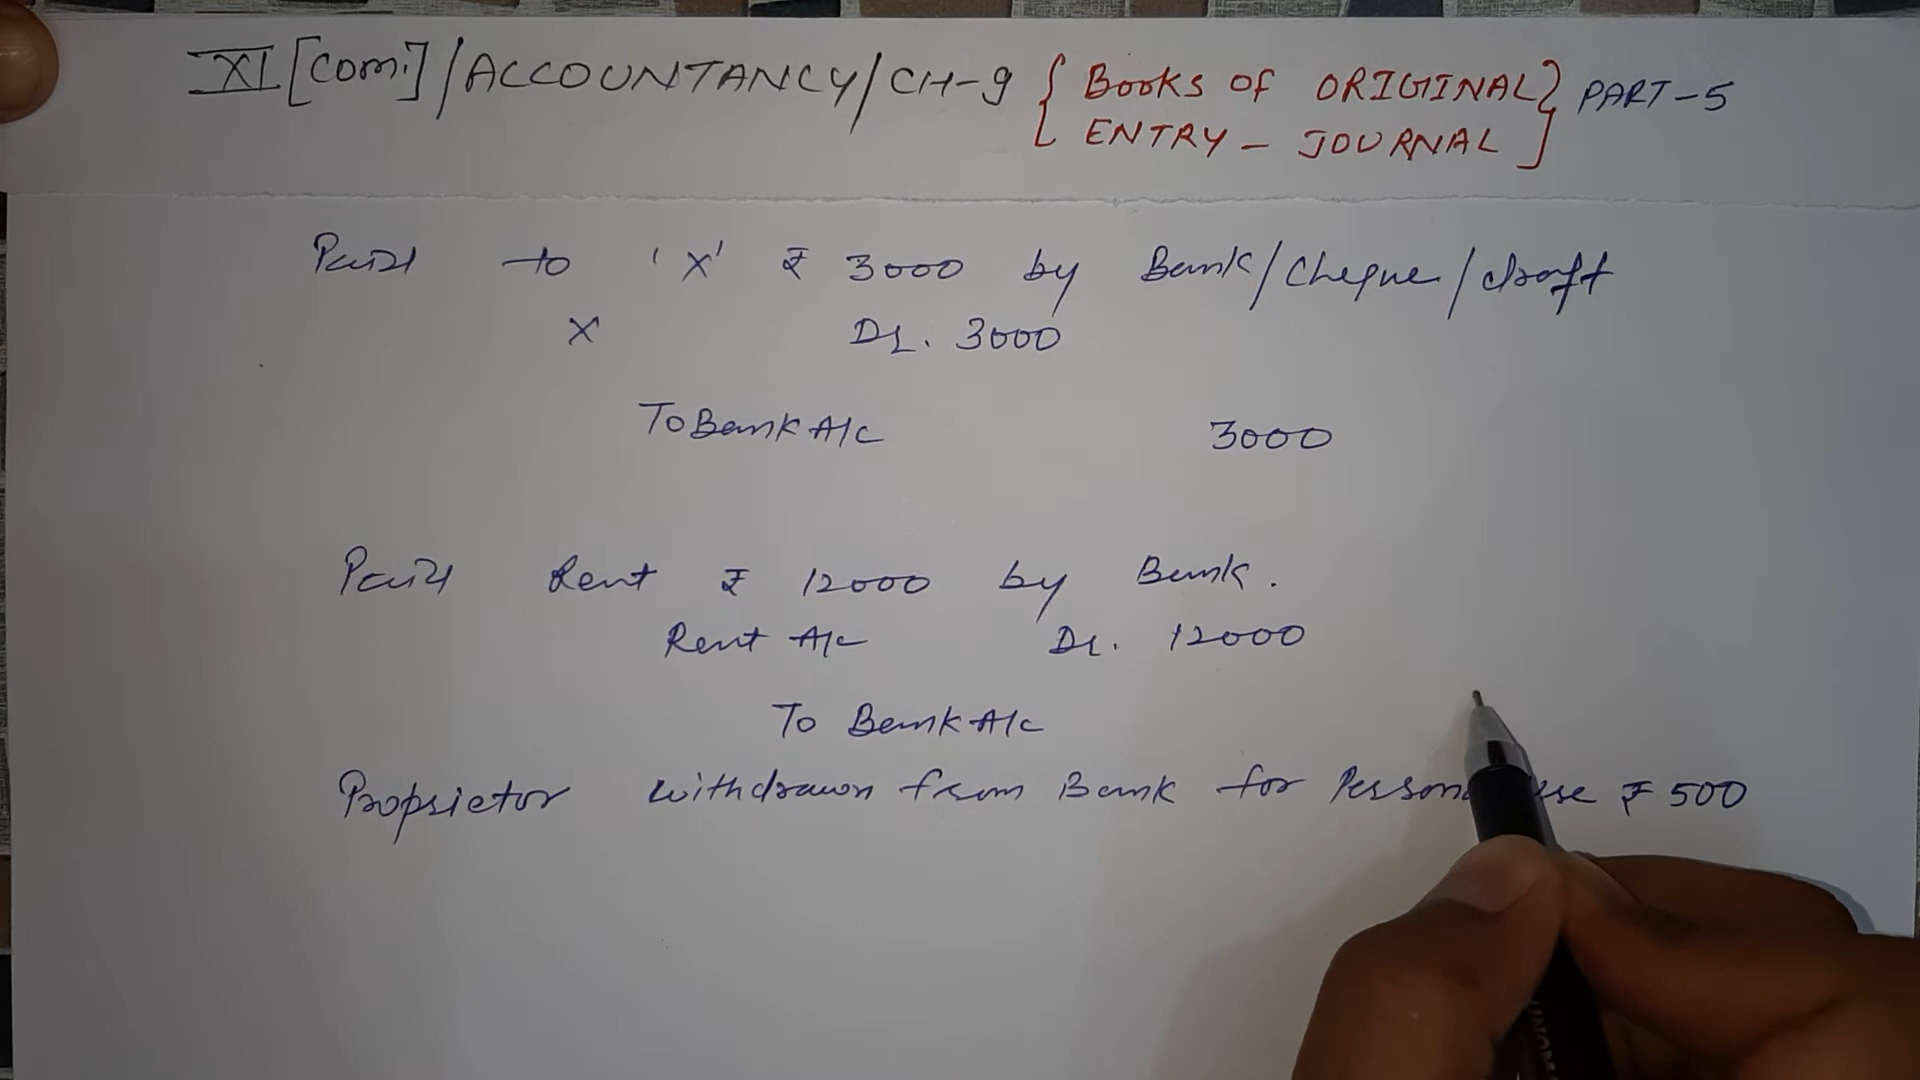 XI [Com.] / ACCOUNTANCY / CH-9 { Books of ORIGINAL ENTRY - JOURNAL } PART-5
Paid to 'X' ₹ 3000 by Bank/Cheque/draft
X Dr. 3000
To Bank A/c 3000
Paid Rent ₹ 12000 by Bank.
Rent A/c Dr. 12000
To Bank A/c
Proprietor withdrawn from Bank for Personal use ₹ 500